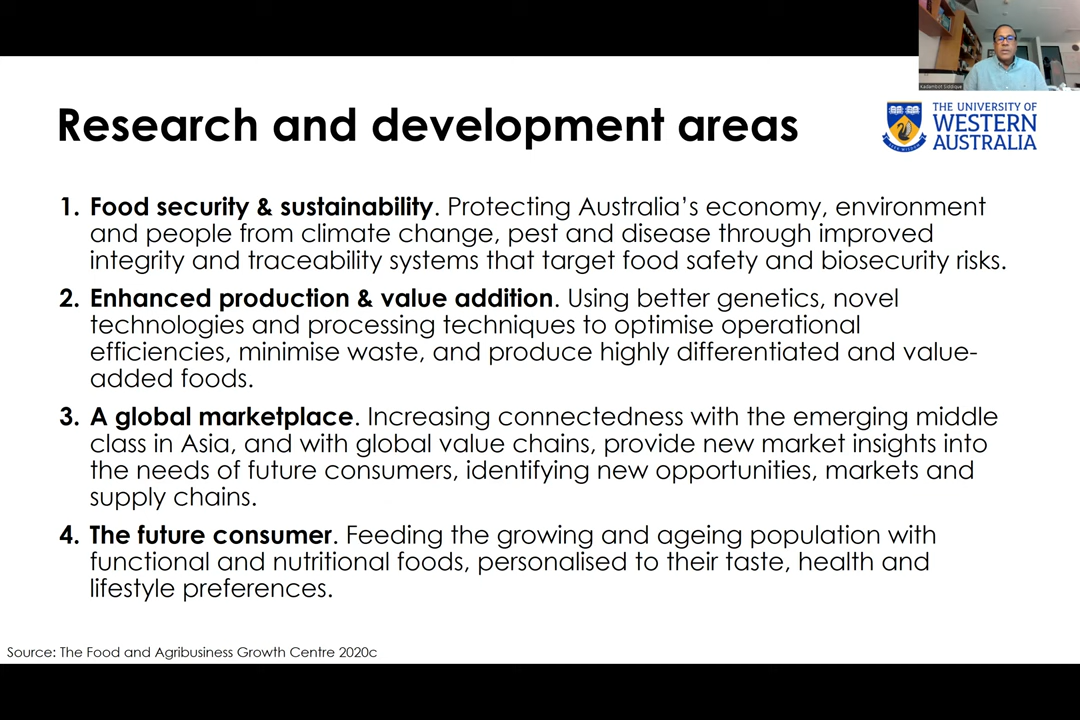 Kadambot Siddique
Research and development areas
THE UNIVERSITY OF
WESTERN
AUSTRALIA
1. Food security & sustainability. Protecting Australia’s economy, environment
and people from climate change, pest and disease through improved
integrity and traceability systems that target food safety and biosecurity risks.
2. Enhanced production & value addition. Using better genetics, novel
technologies and processing techniques to optimise operational
efficiencies, minimise waste, and produce highly differentiated and value-
added foods.
3. A global marketplace. Increasing connectedness with the emerging middle
class in Asia, and with global value chains, provide new market insights into
the needs of future consumers, identifying new opportunities, markets and
supply chains.
4. The future consumer. Feeding the growing and ageing population with
functional and nutritional foods, personalised to their taste, health and
lifestyle preferences.
Source: The Food and Agribusiness Growth Centre 2020c